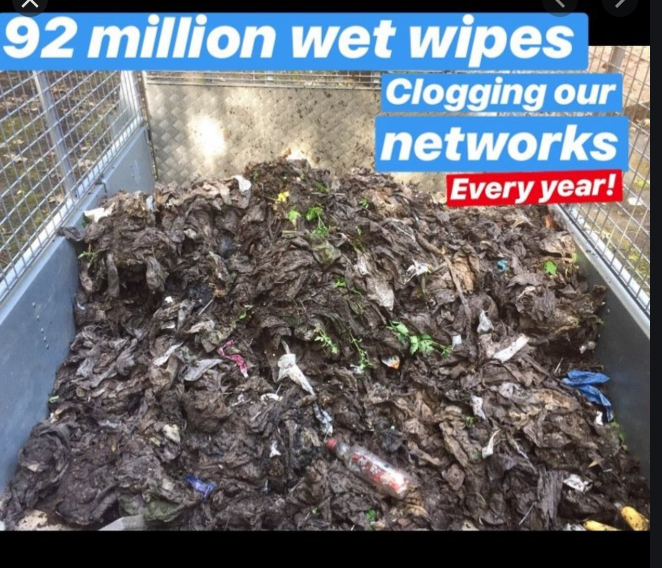 92 million wet wipes
Clogging our
networks
Every year!